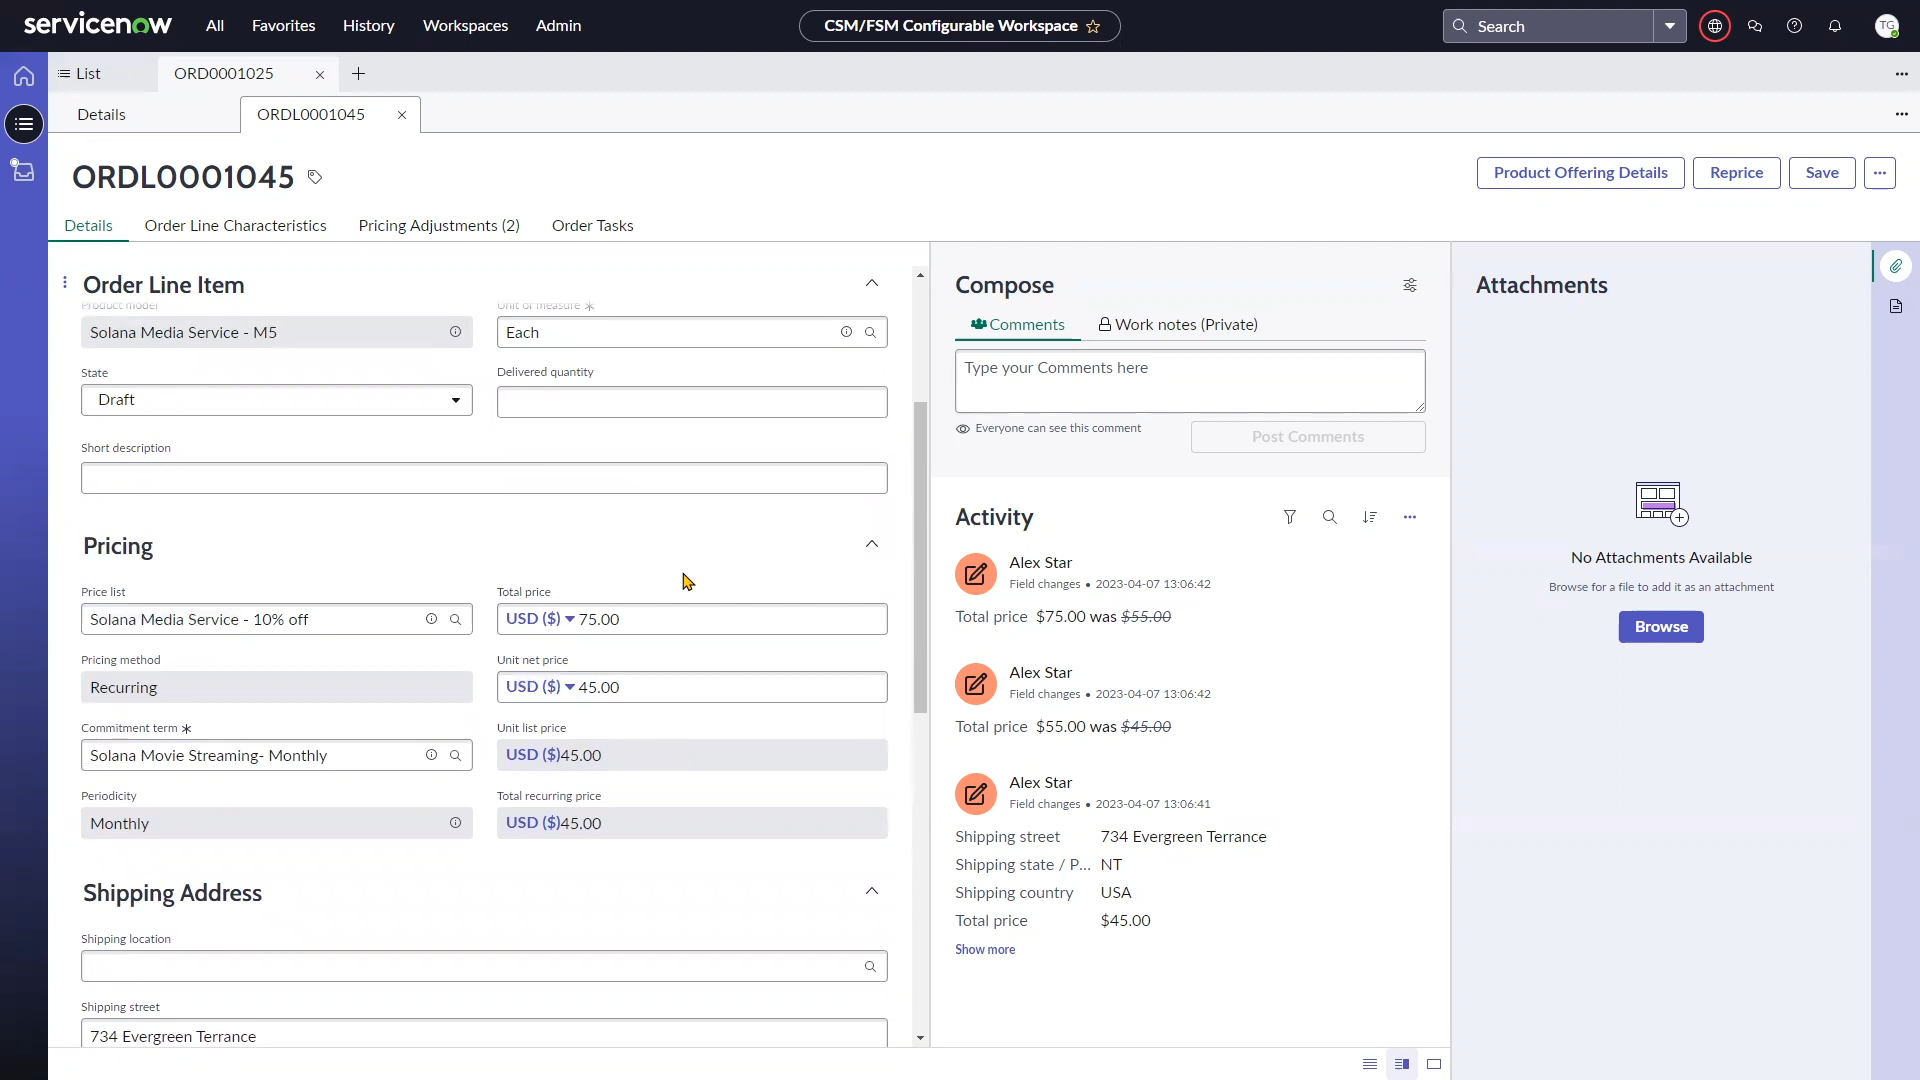 servicenow
All
Favorites
History
Workspaces
Admin
CSM/FSM Configurable Workspace
Search
TG
List
ORD0001025
Details
ORDL0001045
ORDL0001045
Product Offering Details
Reprice
Save
Details
Order Line Characteristics
Pricing Adjustments (2)
Order Tasks
Order Line Item
Product model
Solana Media Service - M5
Unit of measure *
Each
State
Draft
Delivered quantity
Short description
Pricing
Price list
Solana Media Service - 10% off
Total price
USD ($) 75.00
Pricing method
Recurring
Unit net price
USD ($) 45.00
Commitment term *
Solana Movie Streaming- Monthly
Unit list price
USD ($)45.00
Periodicity
Monthly
Total recurring price
USD ($)45.00
Shipping Address
Shipping location
Shipping street
734 Evergreen Terrance
Compose
Comments
Work notes (Private)
Type your Comments here
Everyone can see this comment
Post Comments
Activity
Alex Star
Field changes • 2023-04-07 13:06:42
Total price $75.00 was $55.00
Alex Star
Field changes • 2023-04-07 13:06:42
Total price $55.00 was $45.00
Alex Star
Field changes • 2023-04-07 13:06:41
Shipping street 734 Evergreen Terrance
Shipping state / P... NT
Shipping country USA
Total price $45.00
Show more
Attachments
No Attachments Available
Browse for a file to add it as an attachment
Browse